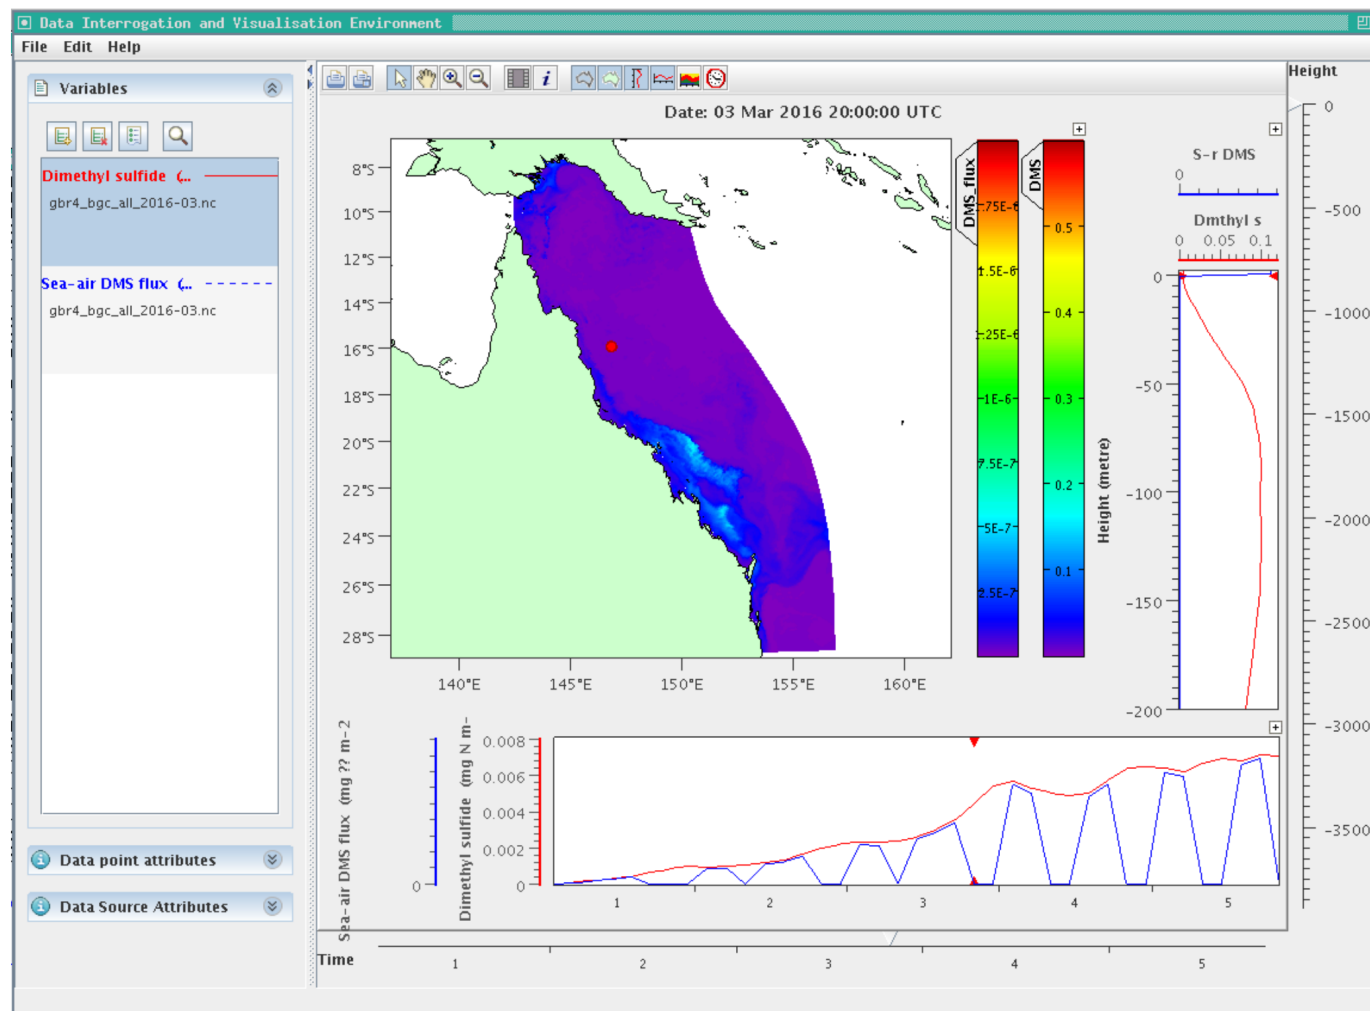 Data Interrogation and Visualisation Environment
File Edit Help
Variables
Dimethyl sulfide (..
gbr4_bgc_all_2016-03.nc
Sea-air DMS flux (..
gbr4_bgc_all_2016-03.nc
Data point attributes
Data Source Attributes
Date: 03 Mar 2016 20:00:00 UTC
8°S
10°S
12°S
14°S
16°S
18°S
20°S
22°S
24°S
26°S
28°S
140°E 145°E 150°E 155°E 160°E
DMS_flux
.75E-6
1.5E-6
.25E-6
1E-6
7.5E-7
5E-7
2.5E-7
DMS
0.5
0.4
0.3
0.2
0.1
Height (metre)
S-r DMS
0
Dmthyl s
0 0.05 0.1
0
-50
-100
-150
-200
Height
0
-500
-1000
-1500
-2000
-2500
-3000
-3500
Sea-air DMS flux (mg ?? m-2
0
Dimethyl sulfide (mg N m-
0.008
0.006
0.004
0.002
0
1 2 3 4 5
Time
1 2 3 4 5